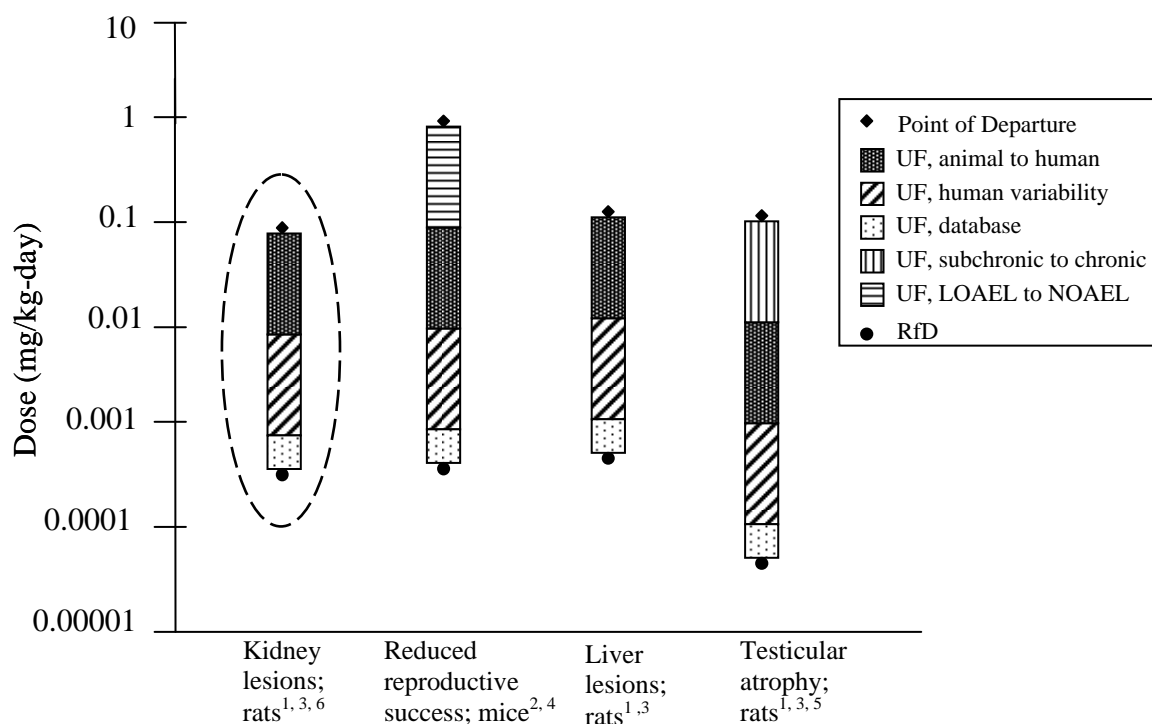 10
1
0.1
0.01
0.001
0.0001
0.00001
Dose (mg/kg-day)
Kidney
lesions;
rats1, 3, 6
Reduced
reproductive
success; mice2, 4
Liver
lesions;
rats1 ,3
Testicular
atrophy;
rats1, 3, 5
Point of Departure
UF, animal to human
UF, human variability
UF, database
UF, subchronic to chronic
UF, LOAEL to NOAEL
RfD